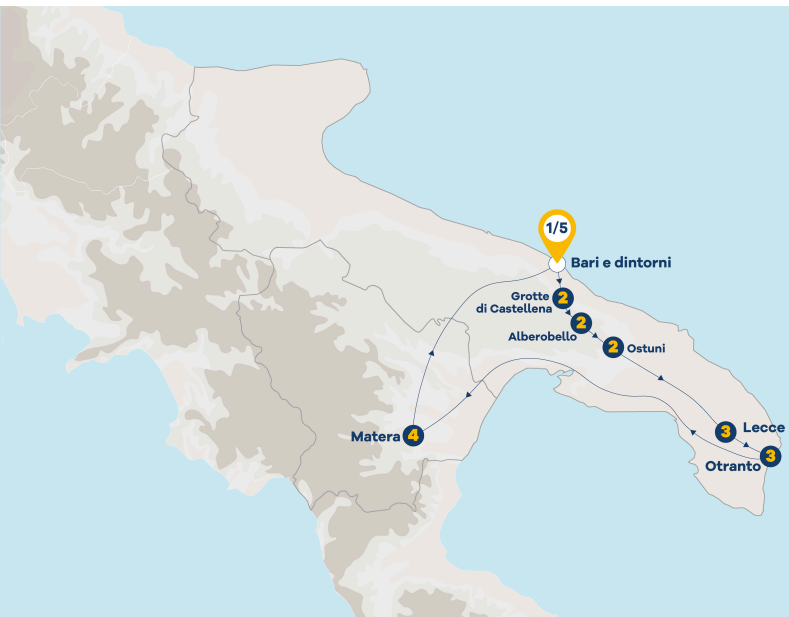 1/5
Bari e dintorni
Grotte
di Castellena
2
Alberobello
2
2
Ostuni
3
Lecce
Otranto
3
Matera
4